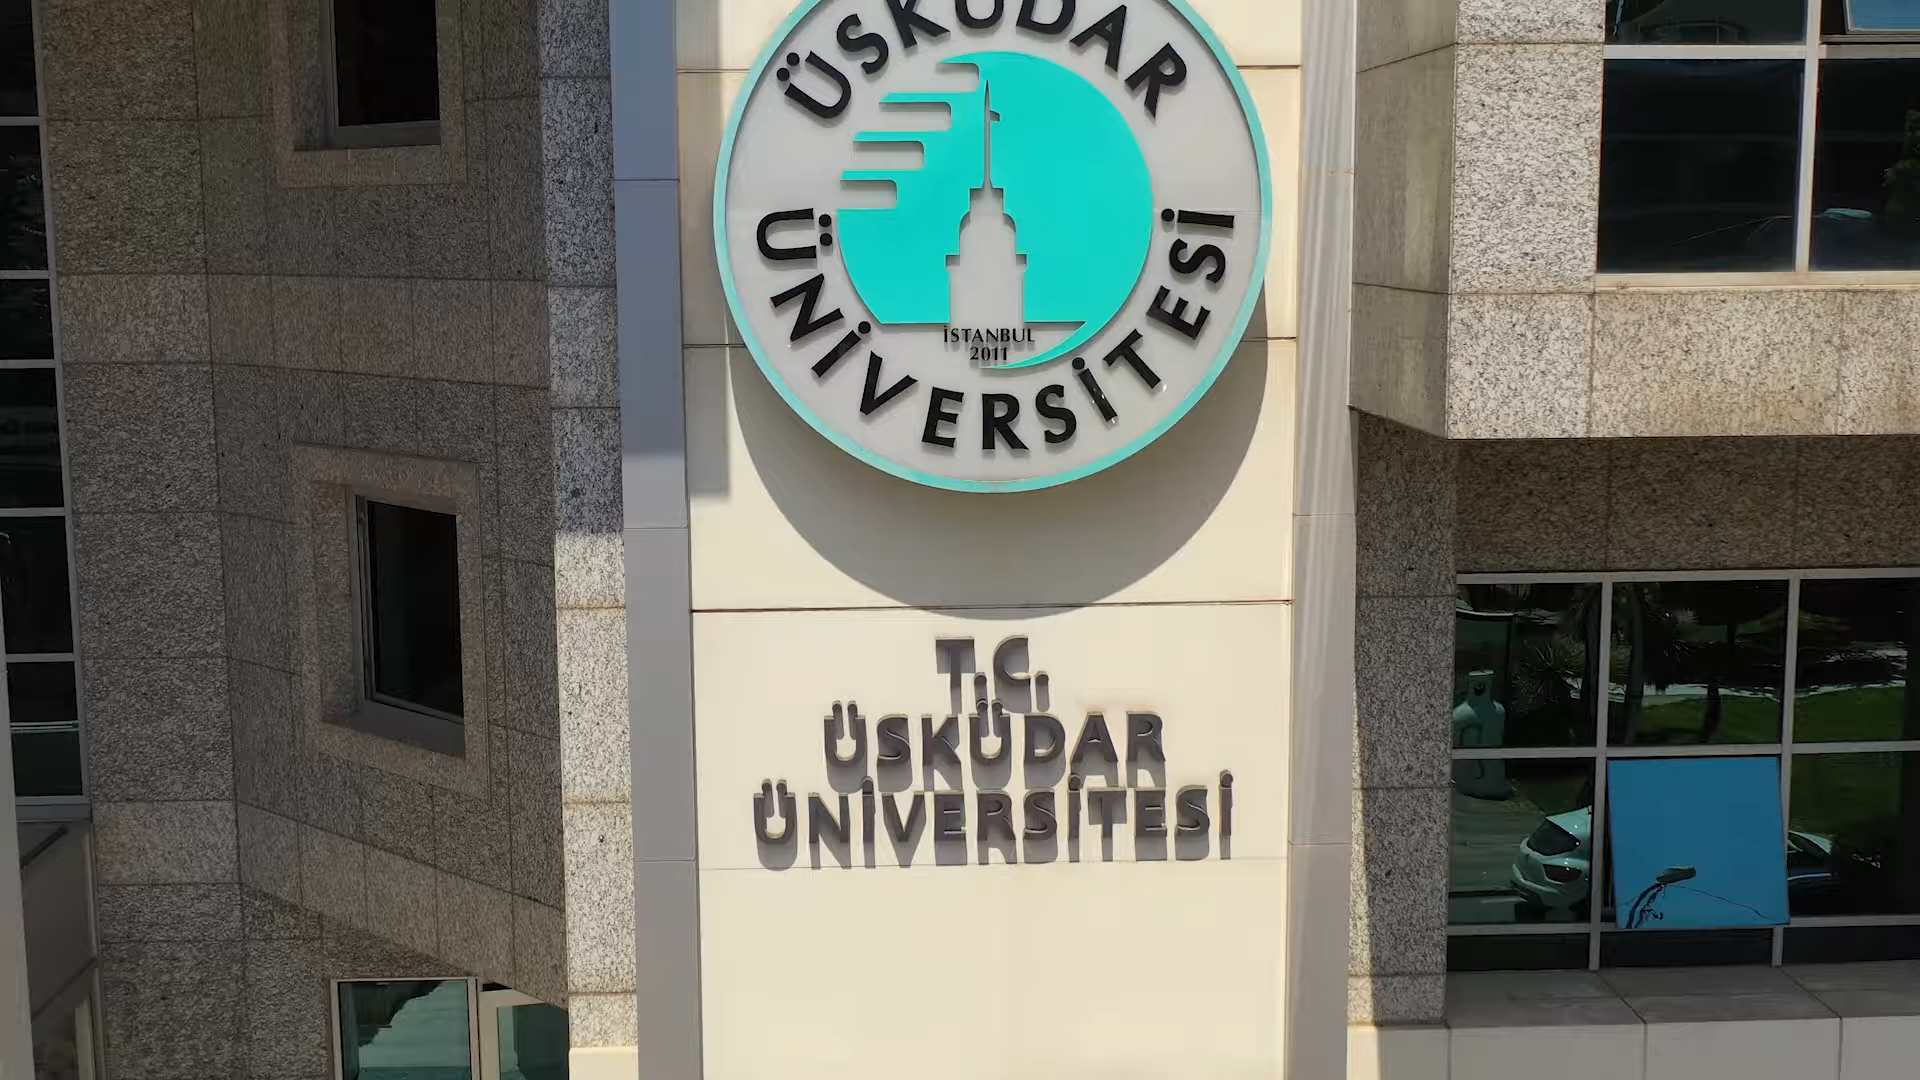 ÜSKÜDAR
ÜNİVERSİTESİ
İSTANBUL
2011
T.C.
ÜSKÜDAR
ÜNİVERSİTESİ